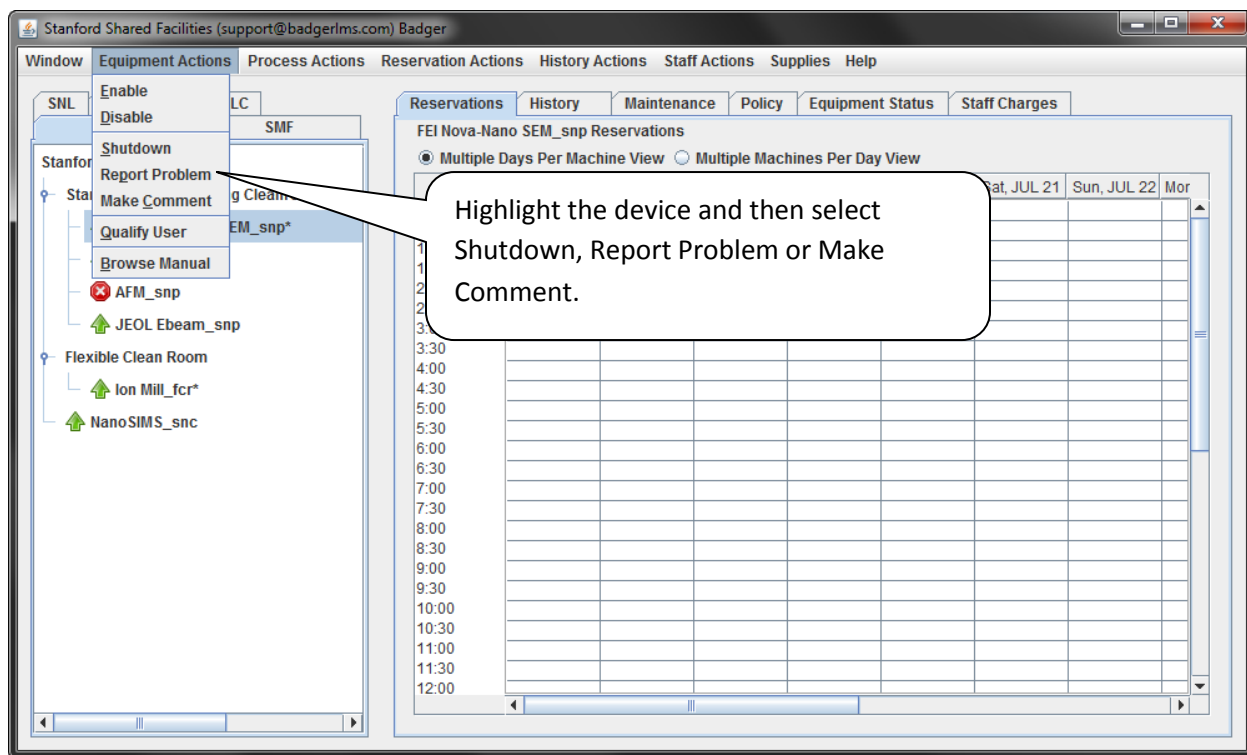 Stanford Shared Facilities (support@badgerlms.com) Badger
Window Equipment Actions Process Actions Reservation Actions History Actions Staff Actions Supplies Help
Enable
Disable
Shutdown
Report Problem
Make Comment
Qualify User
Browse Manual
SNL LC
SMF
Stanfor
Star g Clean
EM_snp*
AFM_snp
JEOL Ebeam_snp
Flexible Clean Room
Ion Mill_fcr*
NanoSIMS_snc
Reservations History Maintenance Policy Equipment Status Staff Charges
FEI Nova-Nano SEM_snp Reservations
Multiple Days Per Machine View Multiple Machines Per Day View
Sat, JUL 21 Sun, JUL 22 Mor
Highlight the device and then select
Shutdown, Report Problem or Make
Comment.
3:30
4:00
4:30
5:00
5:30
6:00
6:30
7:00
7:30
8:00
8:30
9:00
9:30
10:00
10:30
11:00
11:30
12:00